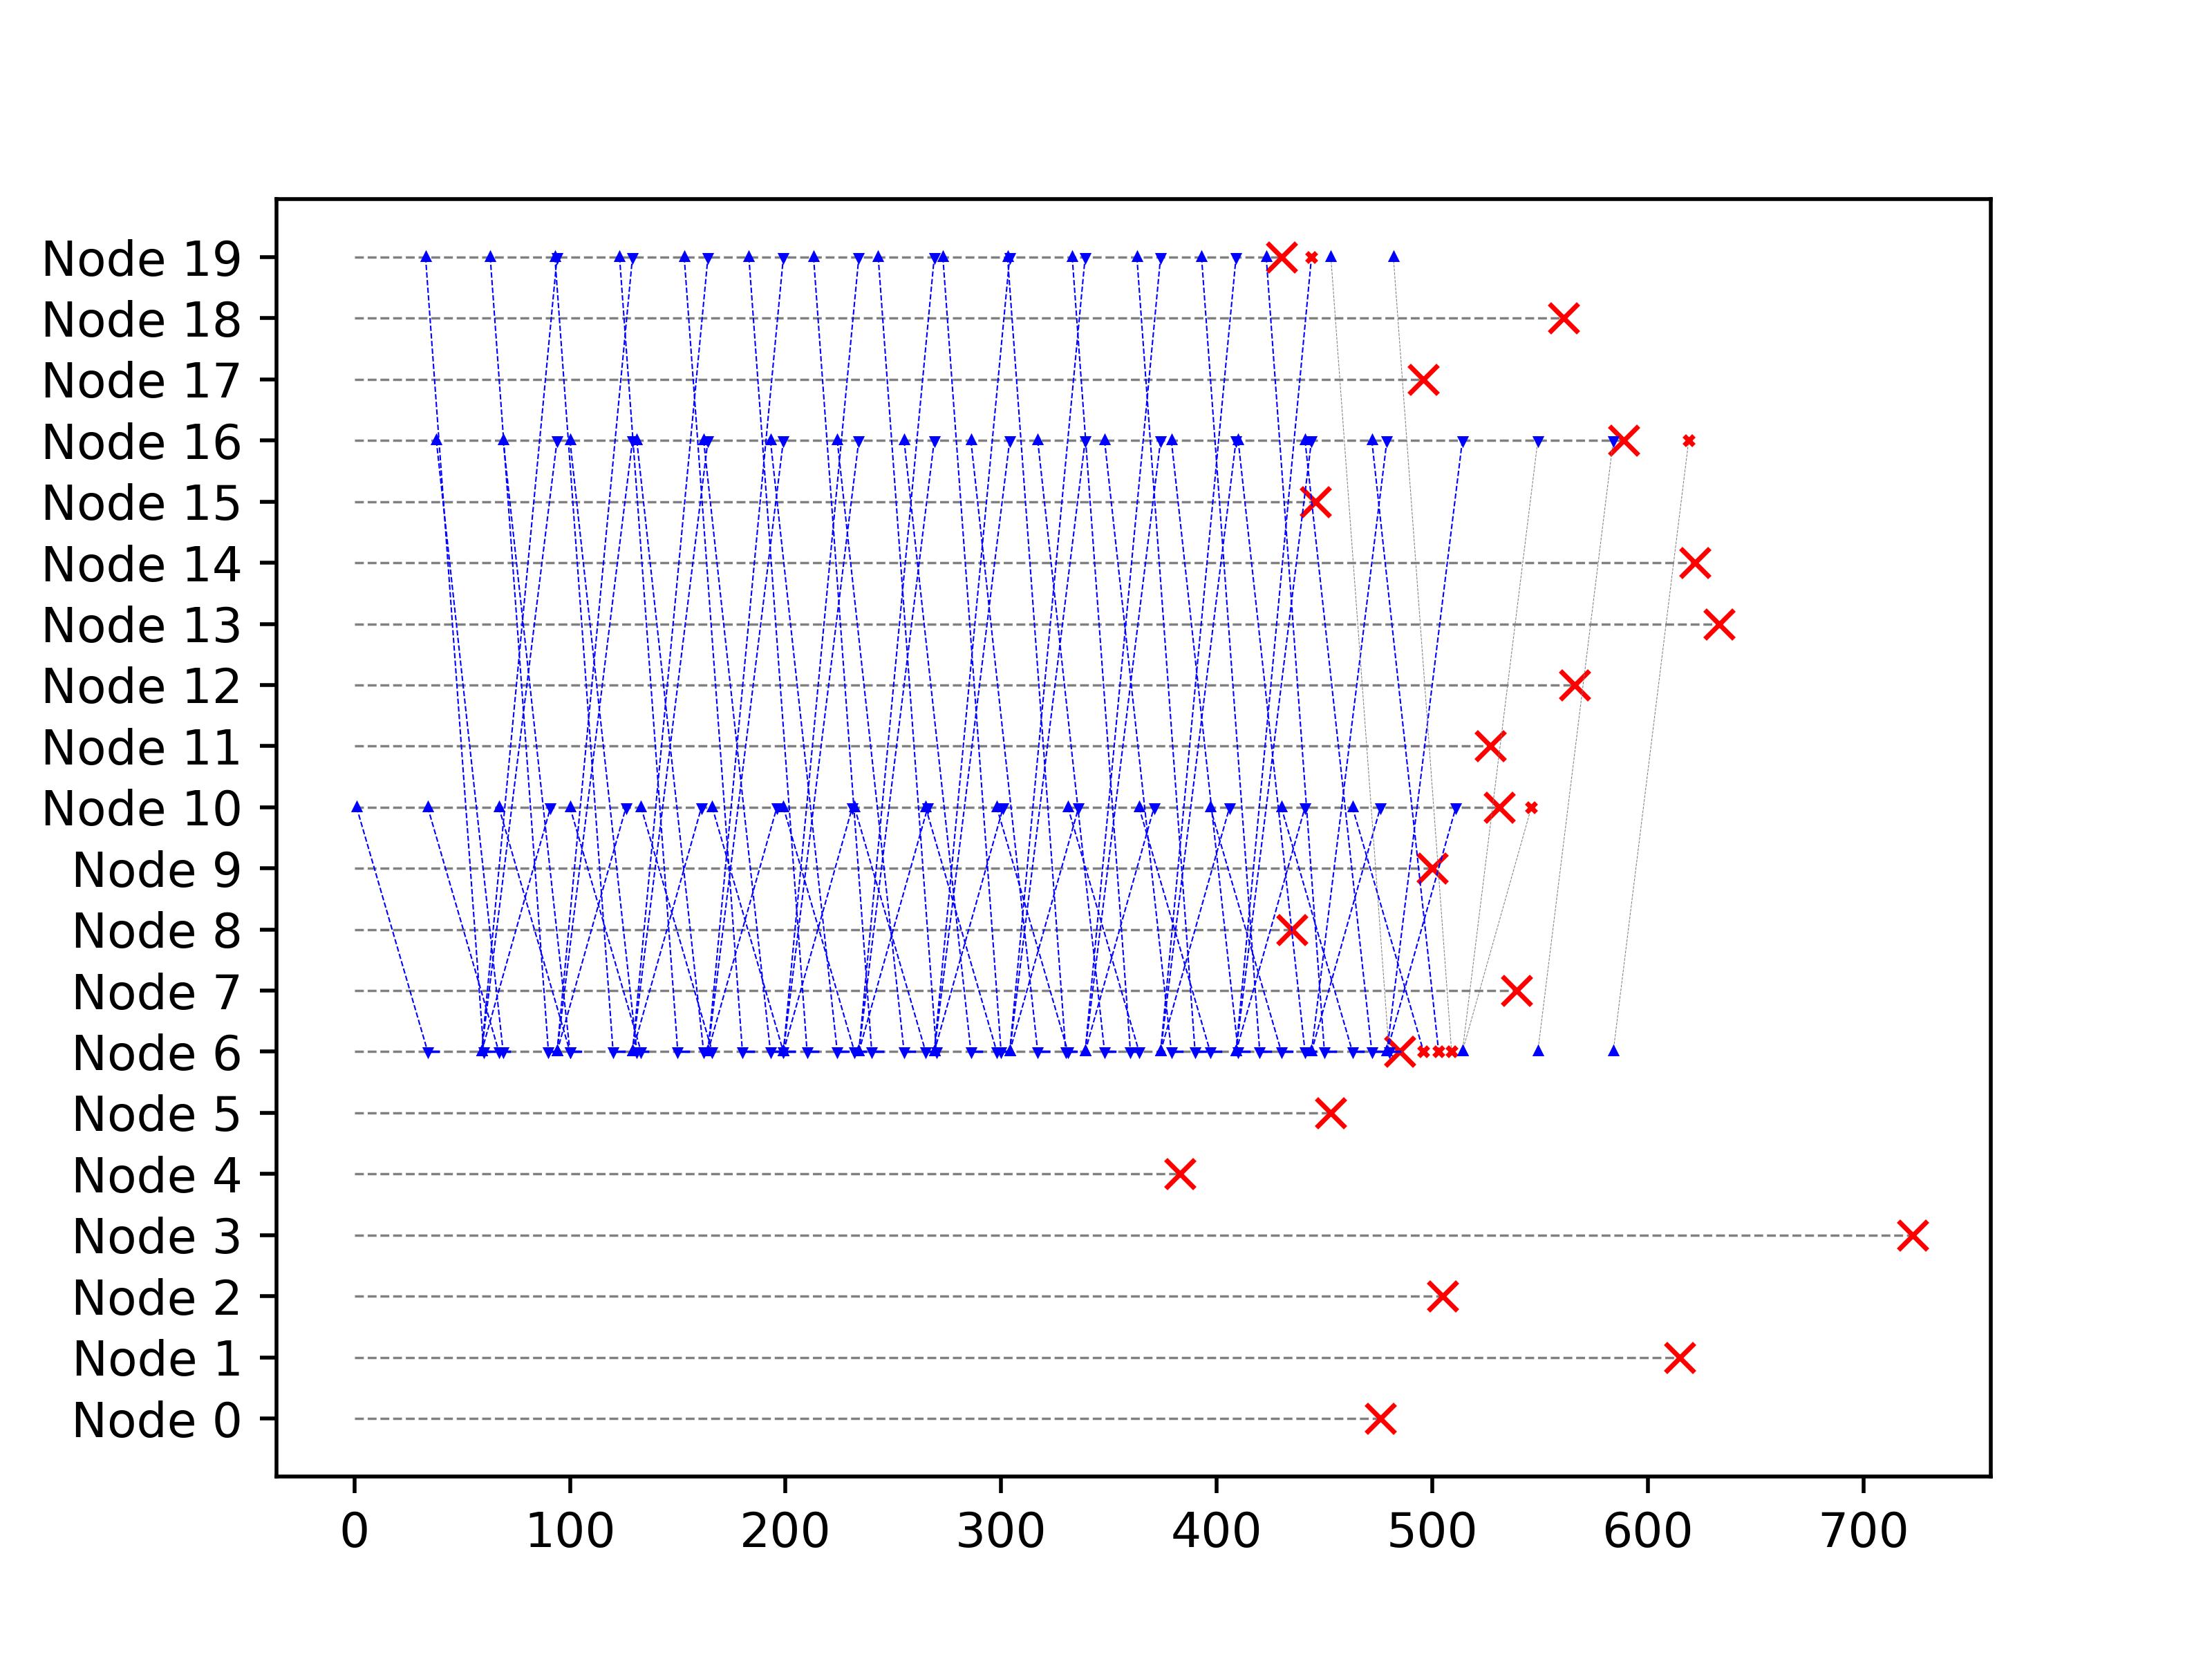 Node 19
Node 18
Node 17
Node 16
Node 15
Node 14
Node 13
Node 12
Node 11
Node 10
Node 9
Node 8
Node 7
Node 6
Node 5
Node 4
Node 3
Node 2
Node 1
Node 0
0 100 200 300 400 500 600 700